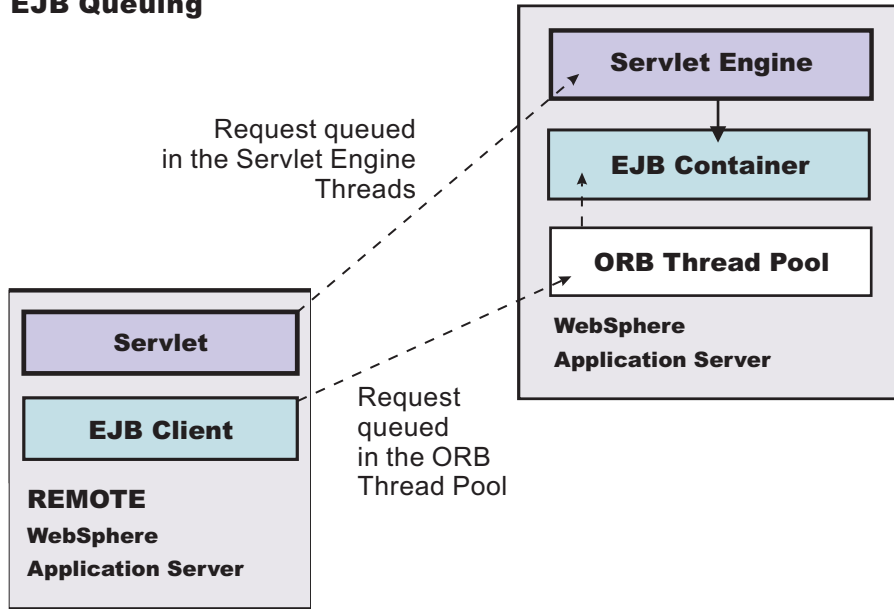 EJB Queuing
Servlet Engine
Request queued
in the Servlet Engine
Threads
EJB Container
ORB Thread Pool
WebSphere
Application Server
Servlet
EJB Client
Request
queued
in the ORB
Thread Pool
REMOTE
WebSphere
Application Server